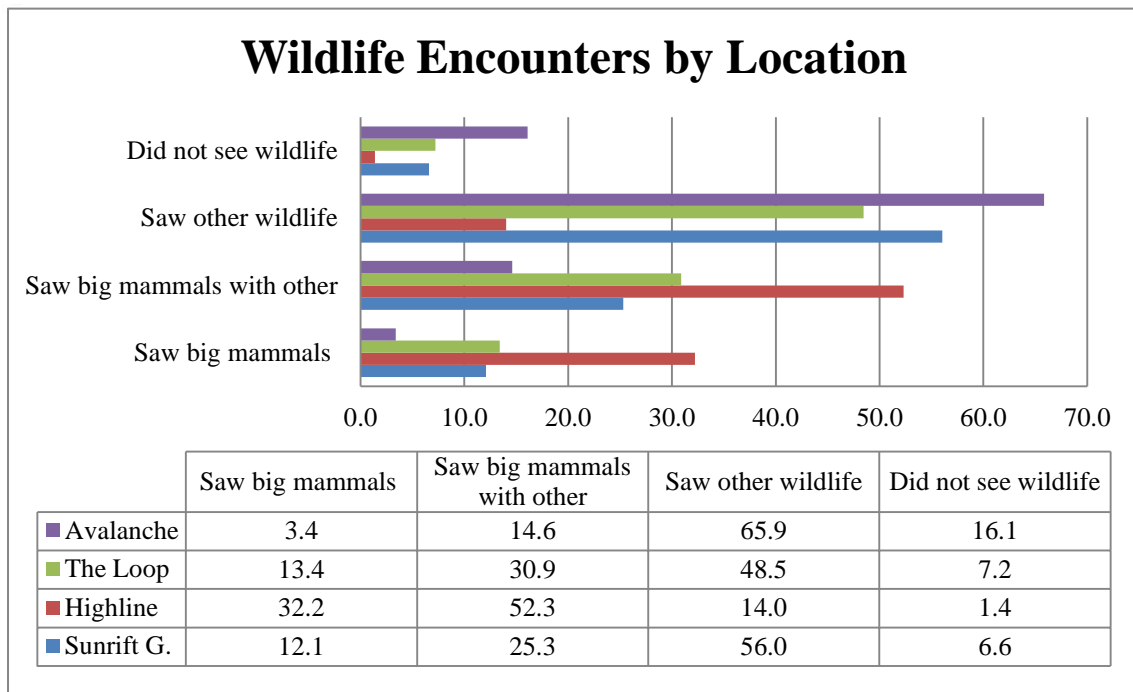 Wildlife Encounters by Location
Did not see wildlife
Saw other wildlife
Saw big mammals with other
Saw big mammals
0.0 10.0 20.0 30.0 40.0 50.0 60.0 70.0
Saw big mammals Saw big mammals with other Saw other wildlife Did not see wildlife
Avalanche 3.4 14.6 65.9 16.1
The Loop 13.4 30.9 48.5 7.2
Highline 32.2 52.3 14.0 1.4
Sunrift G. 12.1 25.3 56.0 6.6